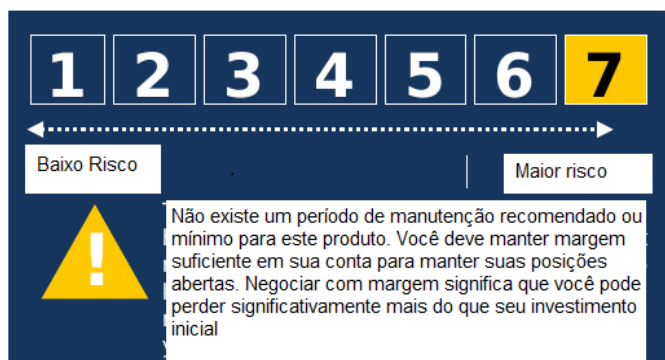 1 2 3 4 5 6 7
Baixo Risco
Maior risco
!
Não existe um período de manutenção recomendado ou
mínimo para este produto. Você deve manter margem
suficiente em sua conta para manter suas posições
abertas. Negociar com margem significa que você pode
perder significativamente mais do que seu investimento
inicial